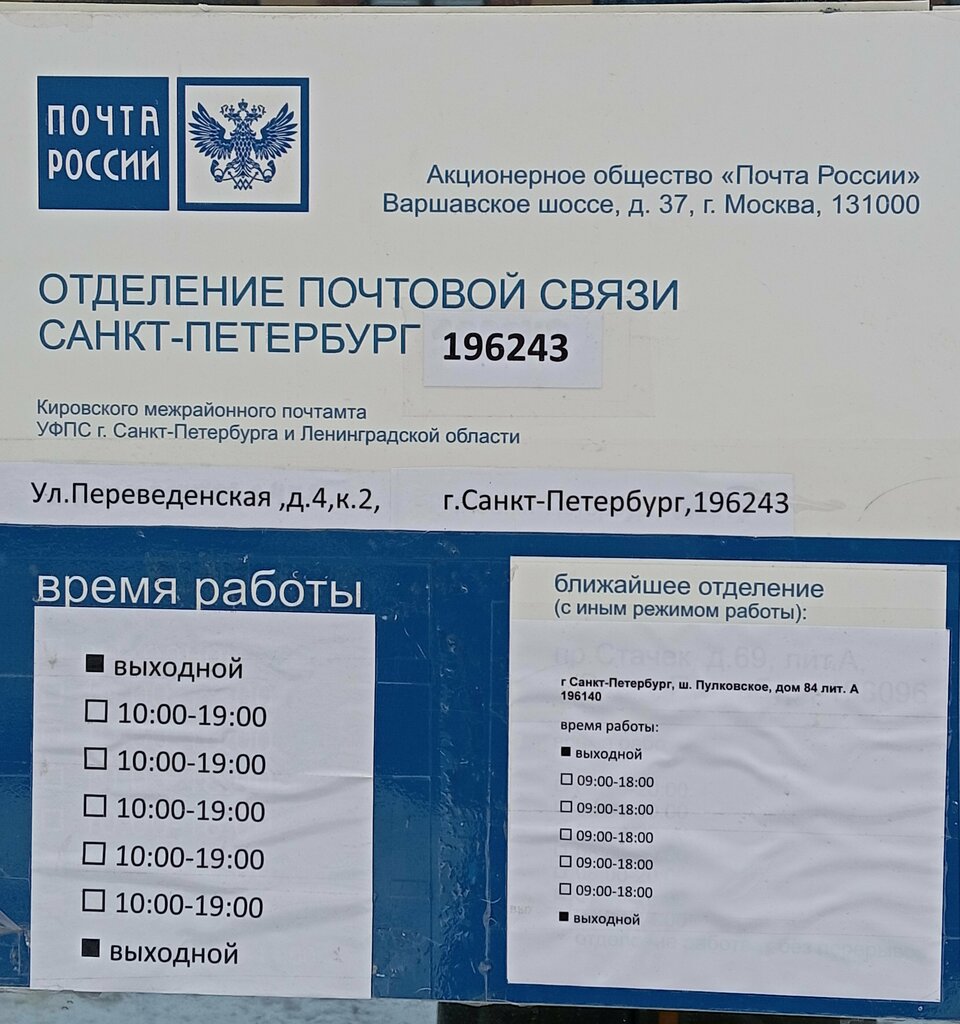 ПОЧТА
РОССИИ
Акционерное общество «Почта России»
Варшавское шоссе, д. 37, г. Москва, 131000
ОТДЕЛЕНИЕ ПОЧТОВОЙ СВЯЗИ
САНКТ-ПЕТЕРБУРГ 196243
Кировского межрайонного почтамта
УФПС г. Санкт-Петербурга и Ленинградской области
Ул.Переведенская ,д.4,к.2, г.Санкт-Петербург,196243
время работы
■ выходной
□ 10:00-19:00
□ 10:00-19:00
□ 10:00-19:00
□ 10:00-19:00
□ 10:00-19:00
■ выходной
ближайшее отделение
(с иным режимом работы):
пр.Стачек д.69, лит.А,
г Санкт-Петербург, ш. Пулковское, дом 84 лит. А
196140
время работы:
■ выходной
□ 09:00-18:00
□ 09:00-18:00
□ 09:00-18:00
□ 09:00-18:00
□ 09:00-18:00
■ выходной